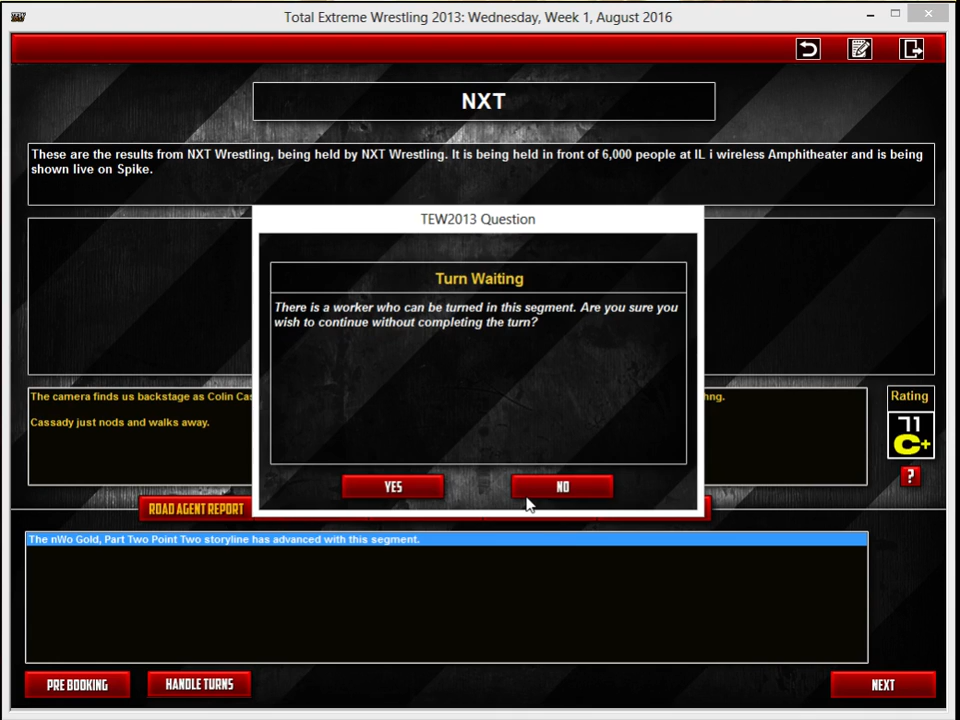 Total Extreme Wrestling 2013: Wednesday, Week 1, August 2016
NXT
These are the results from NXT Wrestling, being held by NXT Wrestling. It is being held in front of 6,000 people at IL i wireless Amphitheater and is being
shown live on Spike.
TEW2013 Question
Turn Waiting
There is a worker who can be turned in this segment. Are you sure you
wish to continue without completing the turn?
The camera finds us backstage as Colin
Cassady just nods and walks away.
Rating
71
C+
?
YES
NO
ROAD AGENT REPORT
The nWo Gold, Part Two Point Two storyline has advanced with this segment.
PRE BOOKING
HANDLE TURNS
NEXT